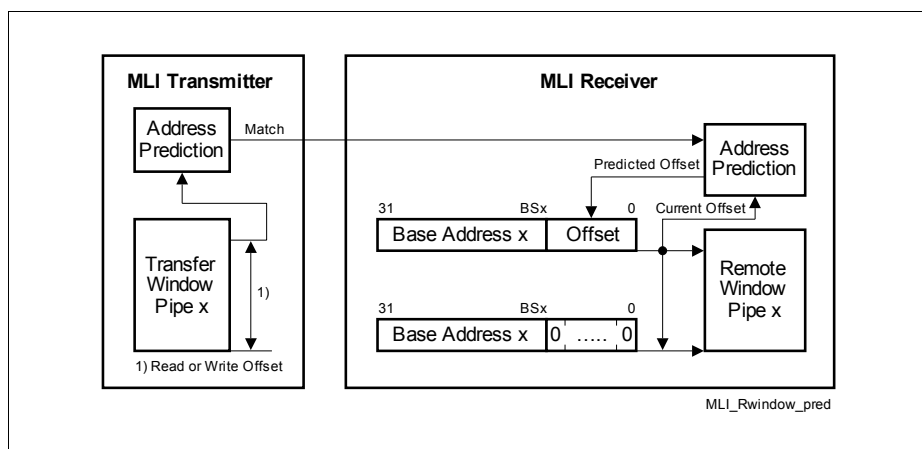 MLI Transmitter
MLI Receiver
Address
Prediction
Match
Address
Prediction
Predicted Offset
31 BSx 0
Current Offset
Base Address x Offset
Transfer
Window
Pipe x
1)
Remote
Window
Pipe x
31 BSx 0
Base Address x 0 ..... 0
1) Read or Write Offset
MLI_Rwindow_pred